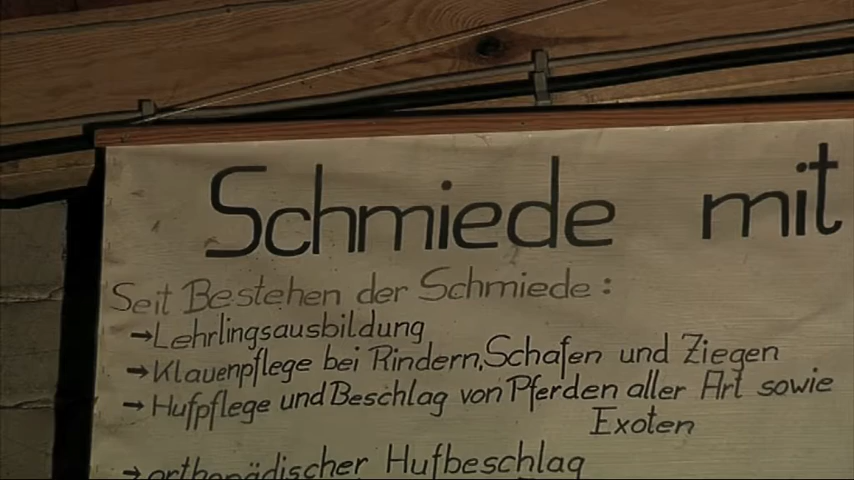 Schmiede mit
Seit Bestehen der Schmiede:
→Lehrlingsausbildung
→Klauenpflege bei Rindern, Schafen und Ziegen
→Hufpflege und Beschlag von Pferden aller Art sowie
Exoten
→orthopädischer Hufbeschlag